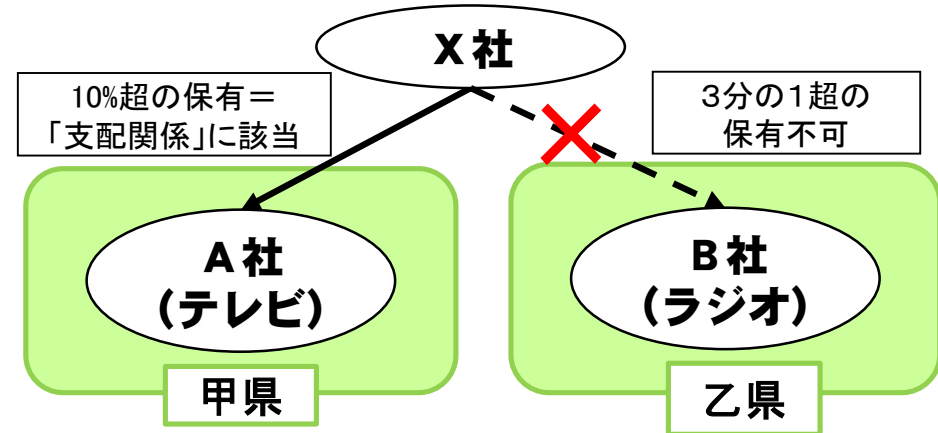 X社
10%超の保有＝
「支配関係」に該当
３分の１超の
保有不可
A社
(テレビ)
B社
(ラジオ)
甲県
乙県